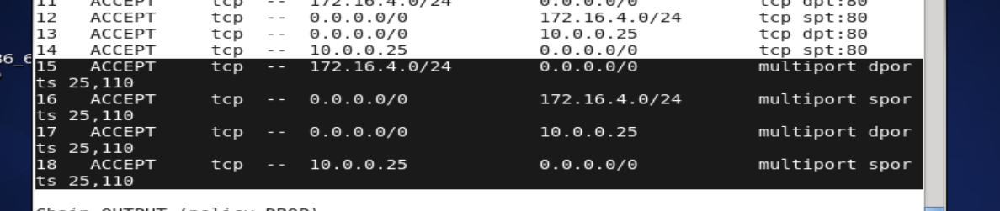 11 ACCEPT tcp -- 172.16.4.0/24 0.0.0.0/0 tcp dpt:80
12 ACCEPT tcp -- 0.0.0.0/0 172.16.4.0/24 tcp spt:80
13 ACCEPT tcp -- 0.0.0.0/0 10.0.0.25 tcp dpt:80
14 ACCEPT tcp -- 10.0.0.25 0.0.0.0/0 tcp spt:80
15 ACCEPT tcp -- 172.16.4.0/24 0.0.0.0/0 multiport dpor
ts 25,110
16 ACCEPT tcp -- 0.0.0.0/0 172.16.4.0/24 multiport spor
ts 25,110
17 ACCEPT tcp -- 0.0.0.0/0 10.0.0.25 multiport dpor
ts 25,110
18 ACCEPT tcp -- 10.0.0.25 0.0.0.0/0 multiport spor
ts 25,110
Chain OUTPUT (policy DROP)